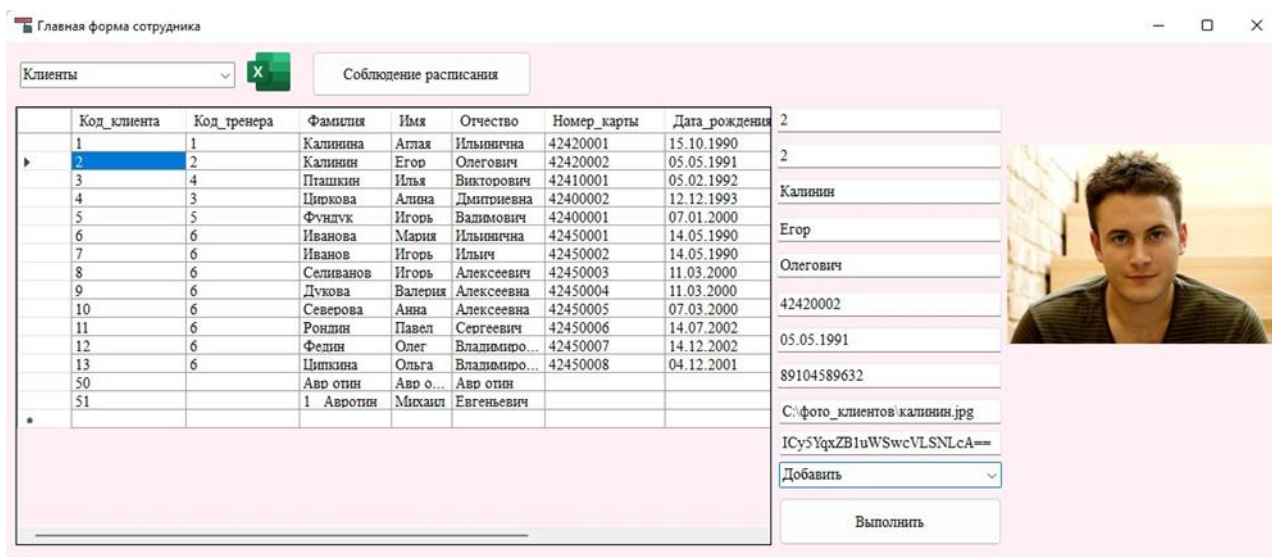 Главная форма сотрудника
Клиенты
Соблюдение расписания
Код_клиента Код_тренера Фамилия Имя Отчество Номер_карты Дата_рождения
1 1 Калинина Аглая Ильинична 42420001 15.10.1990
2 2 Калинин Егор Олегович 42420002 05.05.1991
3 4 Пташкин Илья Викторович 42410001 05.02.1992
4 3 Циркова Алина Дмитриевна 42400002 12.12.1993
5 5 Фундук Игорь Вадимович 42400001 07.01.2000
6 6 Иванова Мария Ильинична 42450001 14.05.1990
7 6 Иванов Игорь Ильич 42450002 14.05.1990
8 6 Селиванов Игорь Алексеевич 42450003 11.03.2000
9 6 Дукова Валерия Алексеевна 42450004 11.03.2000
10 6 Северова Анна Алексеевна 42450005 07.03.2000
11 6 Рондин Павел Сергеевич 42450006 14.07.2002
12 6 Федин Олег Владимиро... 42450007 14.12.2002
13 6 Ципкина Ольга Владимиро... 42450008 04.12.2001
50 Авр отин Авр о... Авр отин
51 1 Авротин Михаил Евгеньевич
2
2
Калинин
Егор
Олегович
42420002
05.05.1991
89104589632
C:\фото_клиентов\калинин.jpg
ICy5YqxZB1uWSwcVLSNLcA==
Добавить
Выполнить